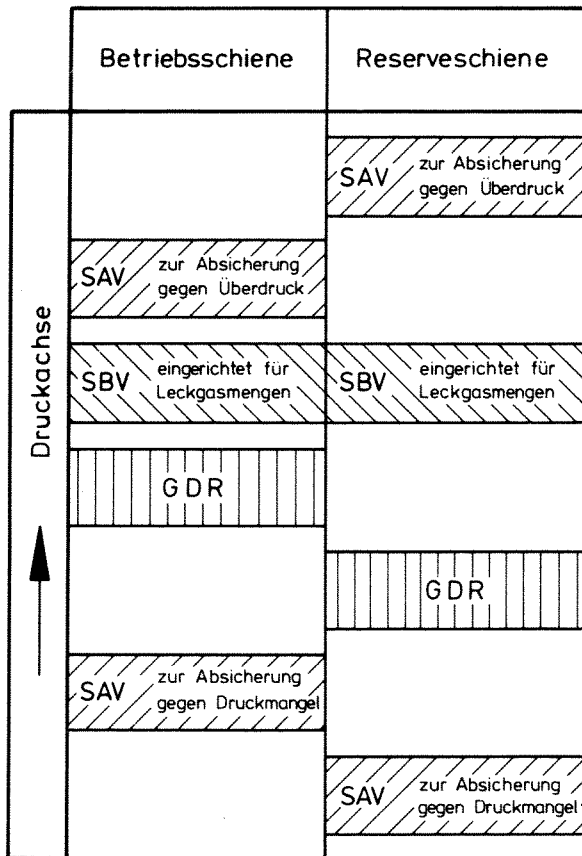 Betriebsschiene
Reserveschiene
Druckachse
SAV zur Absicherung
gegen Überdruck
SAV zur Absicherung
gegen Überdruck
SBV eingerichtet für
Leckgasmengen
SBV eingerichtet für
Leckgasmengen
GDR
GDR
SAV zur Absicherung
gegen Druckmangel
SAV zur Absicherung
gegen Druckmangel